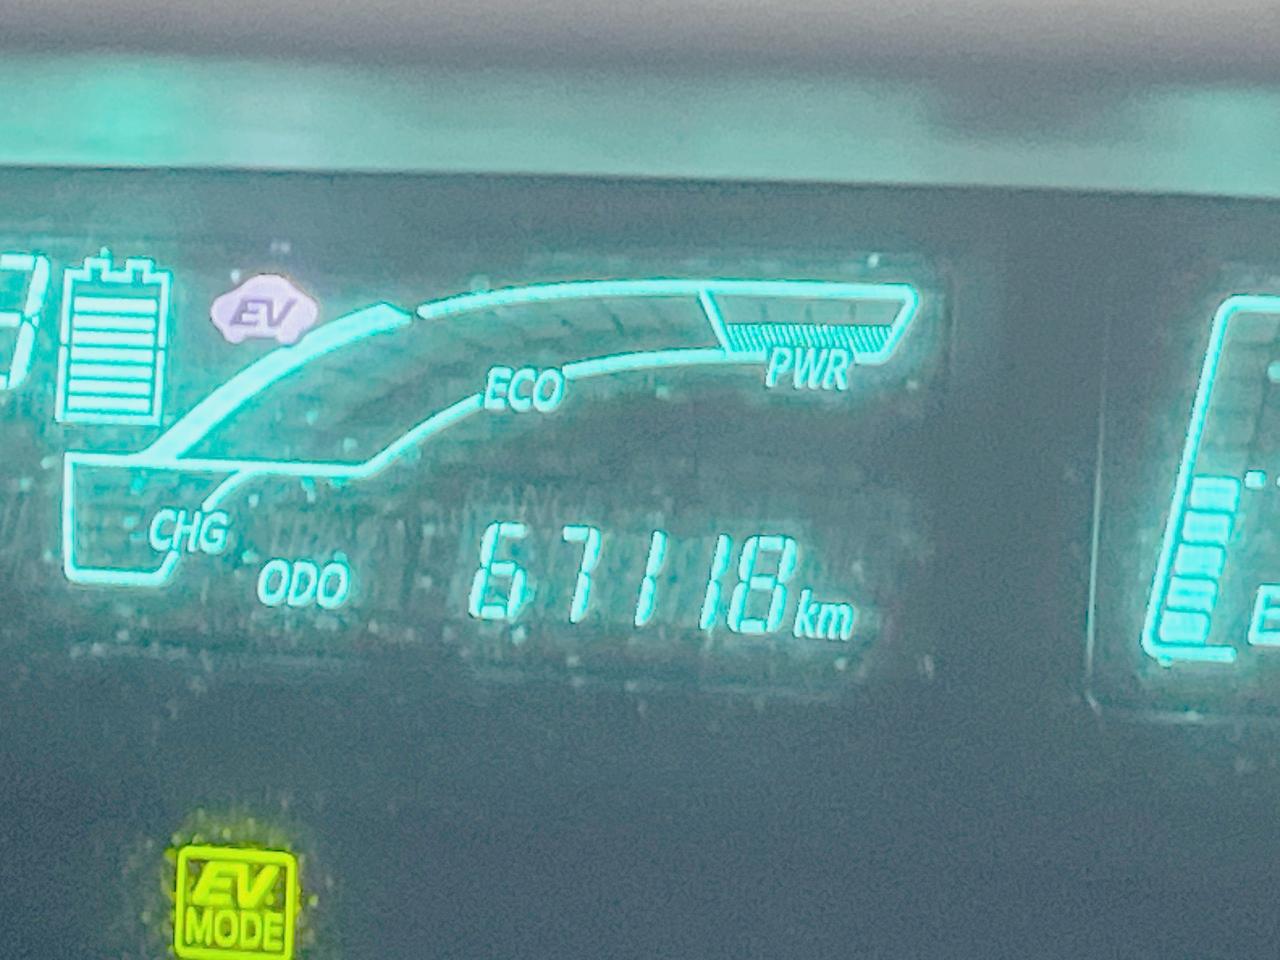 EV
ECO
PWR
CHG
ODO 67118 km
EV
MODE